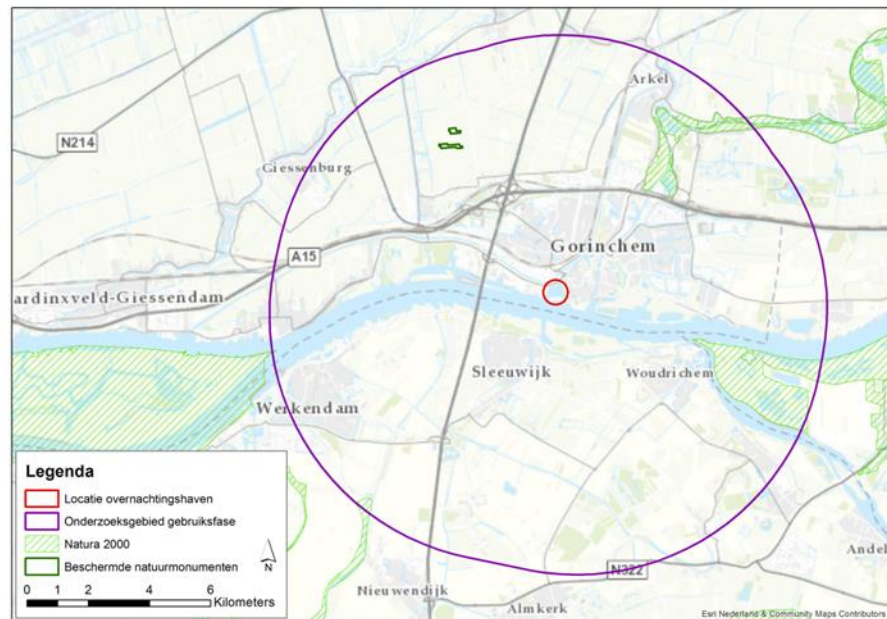 Arkel
N214
Giessenburg
Gorinchem
A15
ardinxveld-Giessendam
Sleeuwijk
Woudrichem
Werkendam
Legenda
Locatie overnachtingshaven
Onderzoeksgebied gebruiksfase
Natura 2000
Beschermde natuurmonumenten
N
0 1 2 4 6
Kilometers
Andel
N322
Nieuwendijk
Almkerk
Esri Nederland & Community Maps Contributors